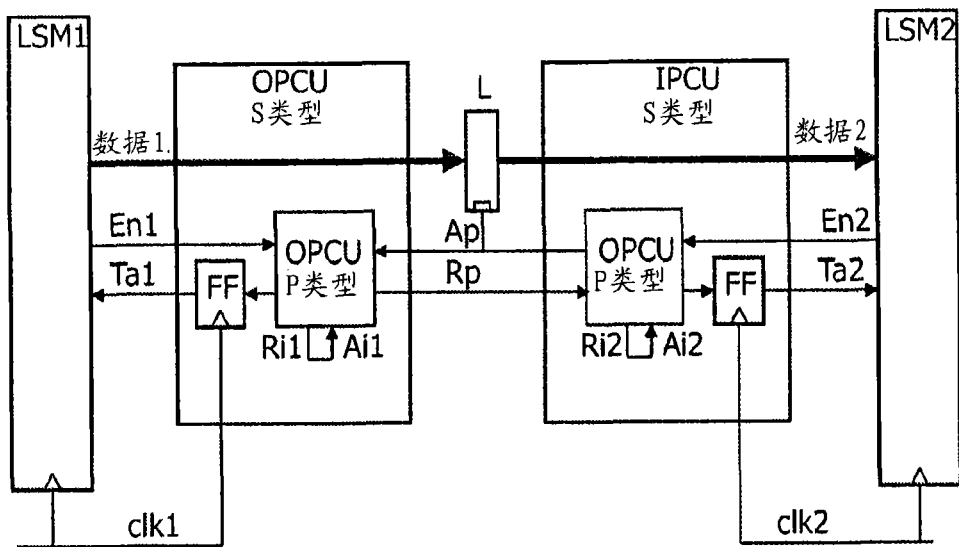 LSM1
OPCU
S类型
L
IPCU
S类型
LSM2
数据1.
数据2
En1
OPCU
P类型
Ap
Rp
OPCU
P类型
En2
Ta1
FF
FF
Ta2
Ri1
Ai1
Ri2
Ai2
clk1
clk2